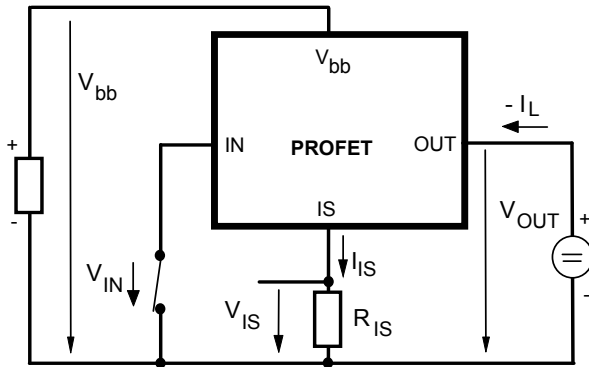 V_bb
V_bb
- I_L
+
IN
PROFET
OUT
IS
V_OUT
+
-
=
-
V_IN
I_IS
V_IS
R_IS